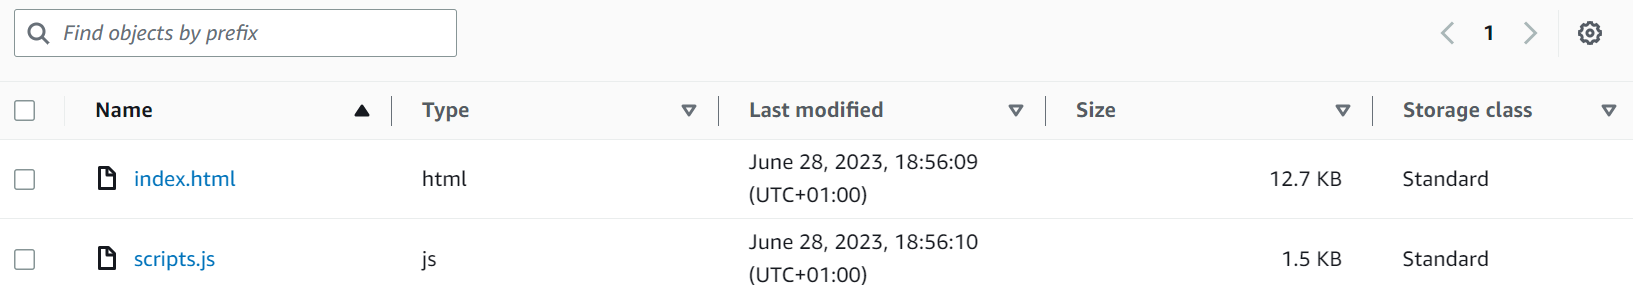 Find objects by prefix
1
Name Type Last modified Size Storage class
index.html html June 28, 2023, 18:56:09 (UTC+01:00) 12.7 KB Standard
scripts.js js June 28, 2023, 18:56:10 (UTC+01:00) 1.5 KB Standard